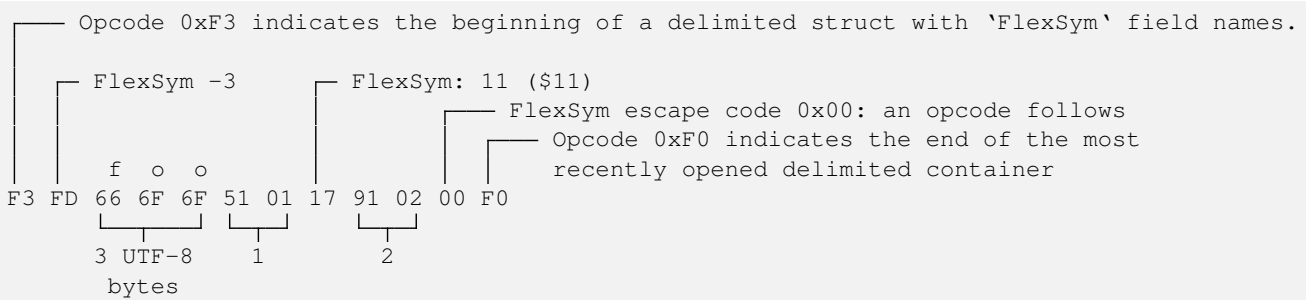 Opcode 0xF3 indicates the beginning of a delimited struct with ‘FlexSym‘ field names.
FlexSym -3
FlexSym: 11 ($11)
FlexSym escape code 0x00: an opcode follows
Opcode 0xF0 indicates the end of the most
f o o
recently opened delimited container
F3 FD 66 6F 6F 51 01 17 91 02 00 F0
3 UTF-8 1 2
bytes